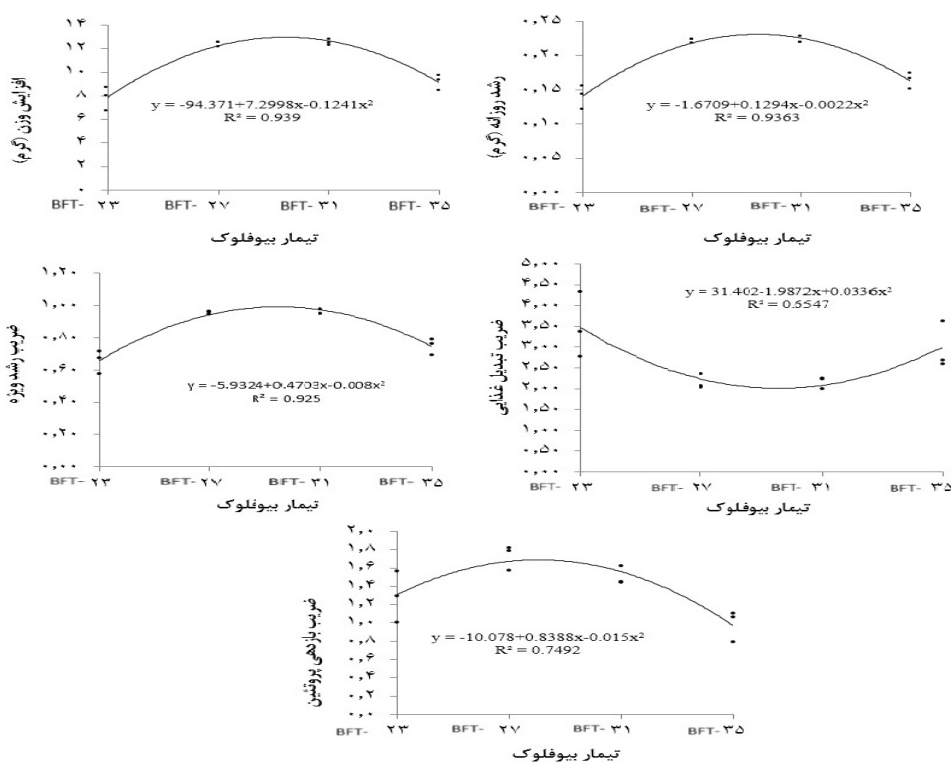 افزایش وزن (گرم)
۱۴
۱۲
۱۰
۸
۶
۴
۲
۰
y = -94.371+7.2998x-0.1241x²
R² = 0.939
BFT- ۲۳ BFT- ۲۷ BFT- ۳۱ BFT- ۳۵
تیمار بیوفلوک
رشد روزانه (گرم)
۰,۲۵
۰,۲۰
۰,۱۵
۰,۱۰
۰,۰۵
۰,۰۰
y = -1.6709+0.1294x-0.0022x²
R² = 0.9363
BFT- ۲۳ BFT- ۲۷ BFT- ۳۱ BFT- ۳۵
تیمار بیوفلوک
ضریب رشد ویژه
۱,۲۰
۱,۰۰
۰,۸۰
۰,۶۰
۰,۴۰
۰,۲۰
۰,۰۰
y = -5.9324+0.4703x-0.008x²
R² = 0.925
BFT- ۲۳ BFT- ۲۷ BFT- ۳۱ BFT- ۳۵
تیمار بیوفلوک
ضریب تبدیل غذایی
۵,۰۰
۴,۵۰
۴,۰۰
۳,۵۰
۳,۰۰
۲,۵۰
۲,۰۰
۱,۵۰
۱,۰۰
۰,۵۰
۰,۰۰
y = 31.402-1.9872x+0.0336x²
R² = 0.6547
BFT- ۲۳ BFT- ۲۷ BFT- ۳۱ BFT- ۳۵
تیمار بیوفلوک
ضریب بازدهی پروتئین
۲,۰
۱,۸
۱,۶
۱,۴
۱,۲
۱,۰
۰,۸
۰,۶
۰,۴
۰,۲
۰,۰
y = -10.078+0.8388x-0.015x²
R² = 0.7492
BFT- ۲۳ BFT- ۲۷ BFT- ۳۱ BFT- ۳۵
تیمار بیوفلوک